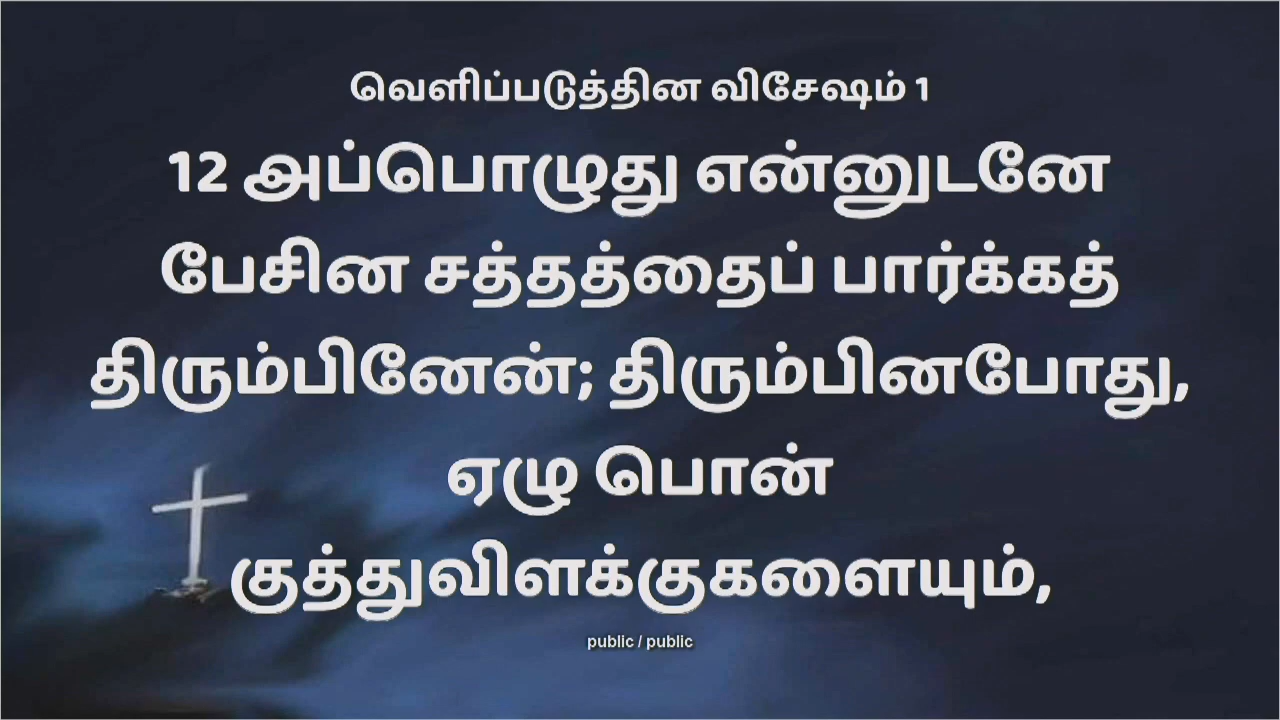 வெளிப்படுத்தின விசேஷம் 1
12 அப்பொழுது என்னுடனே
பேசின சத்தத்தைப் பார்க்கத்
திரும்பினேன்; திரும்பினபோது,
ஏழு பொன்
குத்துவிளக்குகளையும்,
public / public